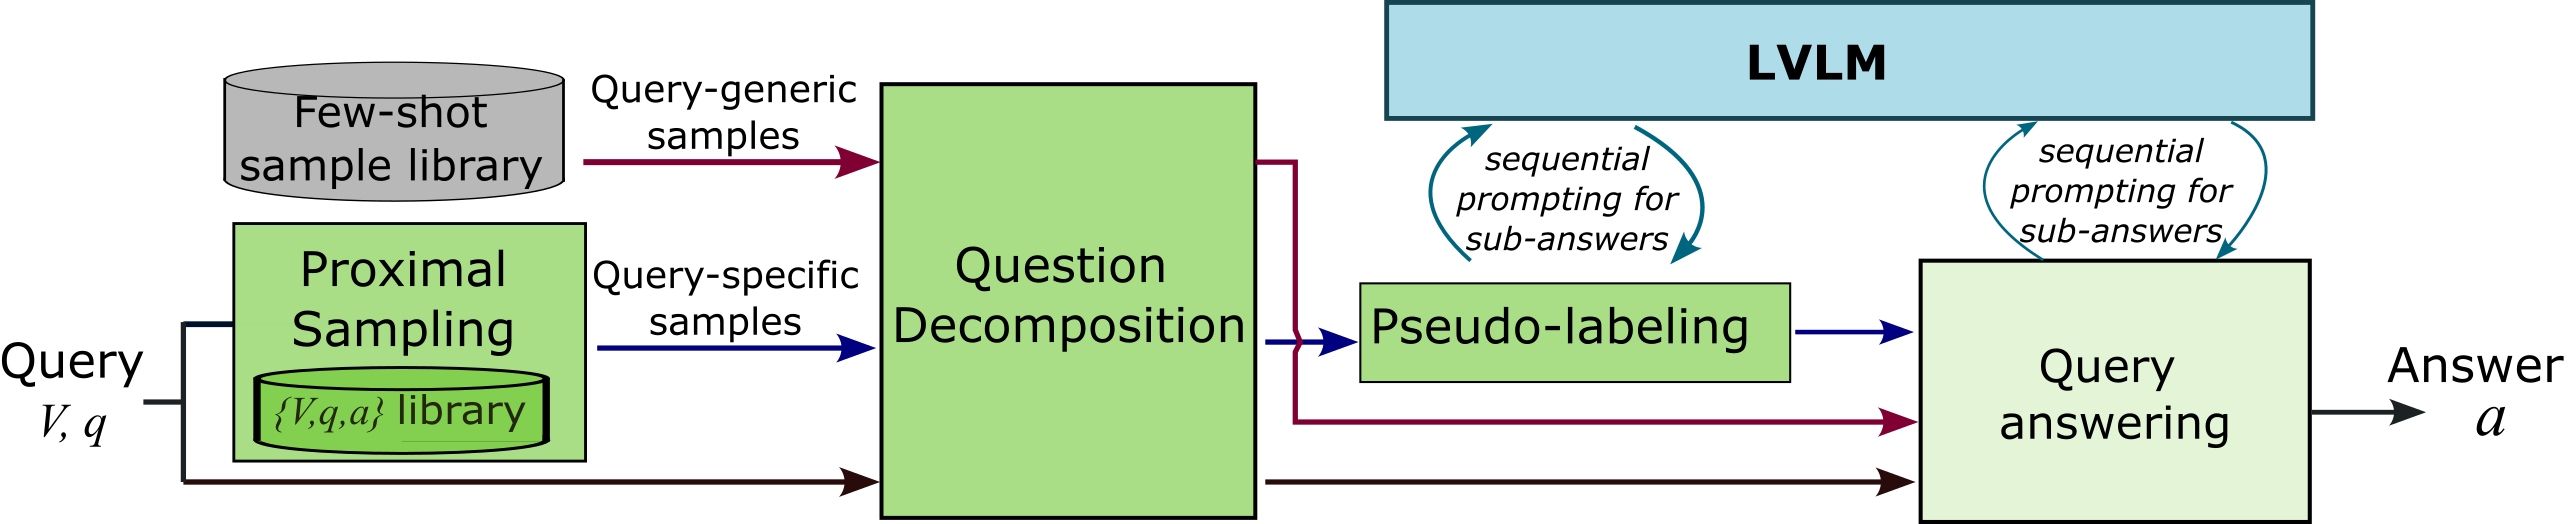 Query
V, q
Few-shot
sample library
Proximal
Sampling
{V,q,a} library
Query-generic
samples
Query-specific
samples
Question
Decomposition
LVLM
sequential
prompting for
sub-answers
Pseudo-labeling
sequential
prompting for
sub-answers
Query
answering
Answer
a